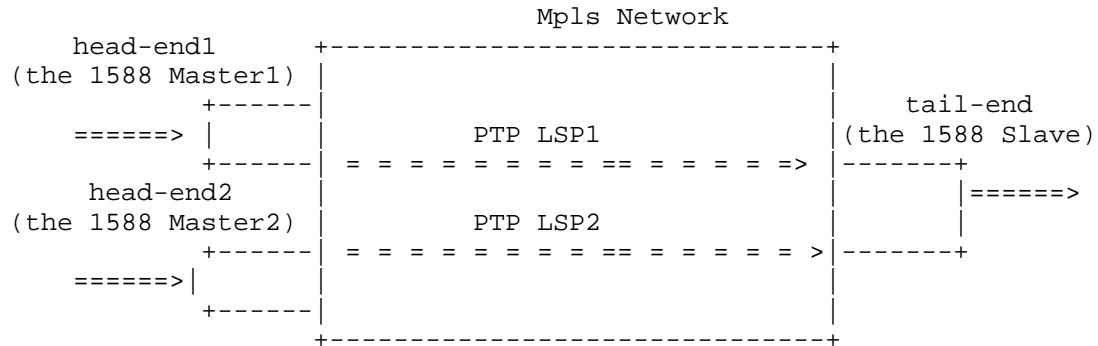 Mpls Network
head-end1
(the 1588 Master1)
tail-end
======> PTP LSP1 (the 1588 Slave)
= = = = = = = = = == = = = = =>
head-end2 ======>
(the 1588 Master2) PTP LSP2
= = = = = = = = = == = = = = = >
======>